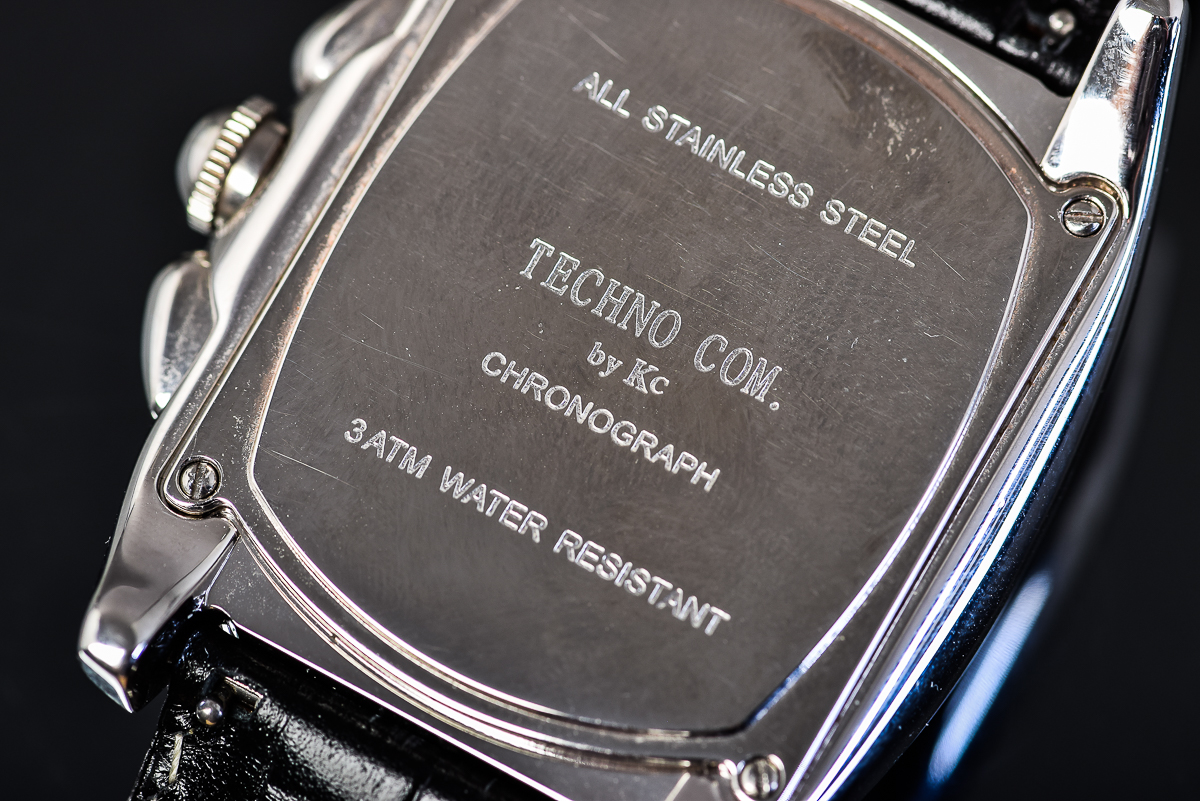 ALL STAINLESS STEEL
TECHNO COM.
by Kc
CHRONOGRAPH
3ATM WATER RESISTANT